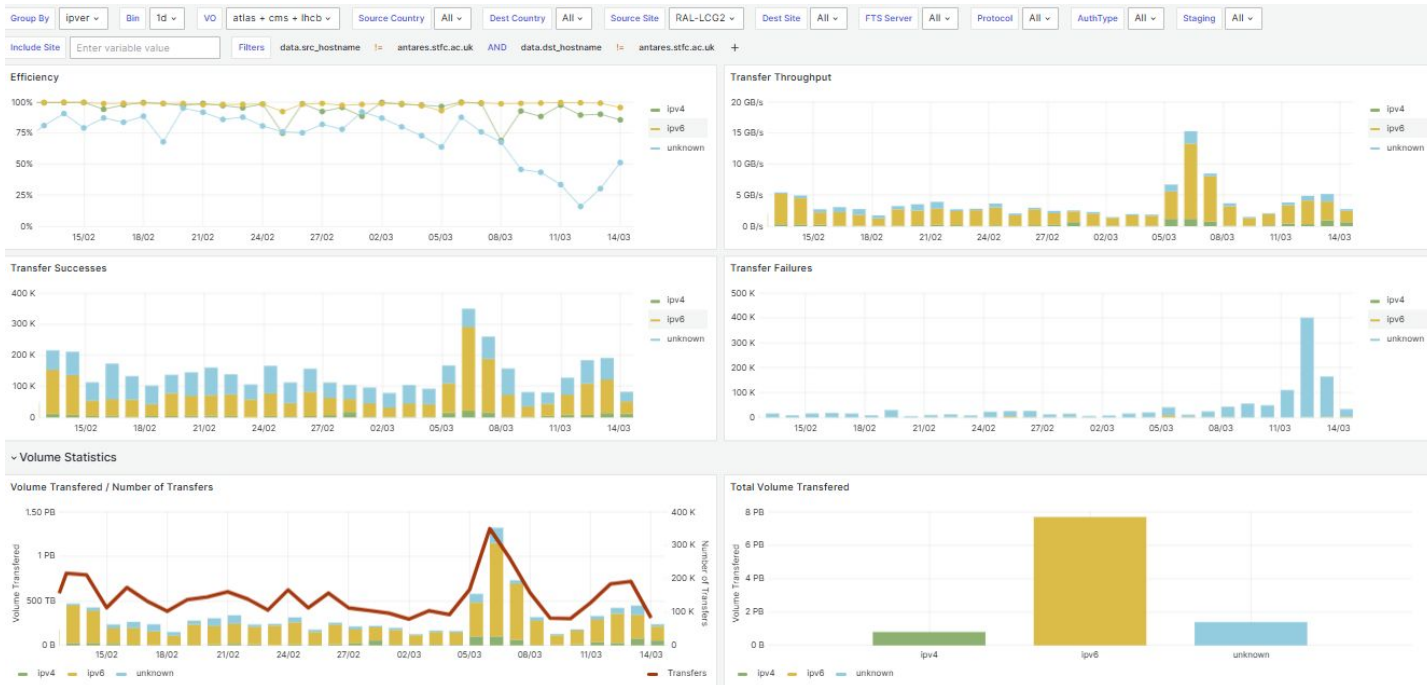 Group By ipver Bin 1d VO atlas + cms + lhcb Source Country All Dest Country All Source Site RAL-LCG2 Dest Site All FTS Server All Protocol All AuthType All Staging All
Include Site Enter variable value Filters data.src_hostname != antares.stfc.ac.uk AND data.dst_hostname != antares.stfc.ac.uk +
Efficiency
100%
75%
50%
25%
0%
15/02 18/02 21/02 24/02 27/02 02/03 05/03 08/03 11/03 14/03
ipv4
ipv6
unknown
Transfer Throughput
20 GB/s
15 GB/s
10 GB/s
5 GB/s
0 B/s
15/02 18/02 21/02 24/02 27/02 02/03 05/03 08/03 11/03 14/03
ipv4
ipv6
unknown
Transfer Successes
400 K
300 K
200 K
100 K
0
15/02 18/02 21/02 24/02 27/02 02/03 05/03 08/03 11/03 14/03
ipv4
ipv6
unknown
Transfer Failures
500 K
400 K
300 K
200 K
100 K
0
15/02 18/02 21/02 24/02 27/02 02/03 05/03 08/03 11/03 14/03
ipv4
ipv6
unknown
Volume Statistics
Volume Transfered / Number of Transfers
Volume Transfered
1.50 PB
1 PB
500 TB
0 B
400 K
300 K
200 K
100 K
0
Number of Transfers
15/02 18/02 21/02 24/02 27/02 02/03 05/03 08/03 11/03 14/03
ipv4 ipv6 unknown Transfers
Total Volume Transfered
Volume Transfered
8 PB
6 PB
4 PB
2 PB
0 B
ipv4 ipv6 unknown
ipv4 ipv6 unknown